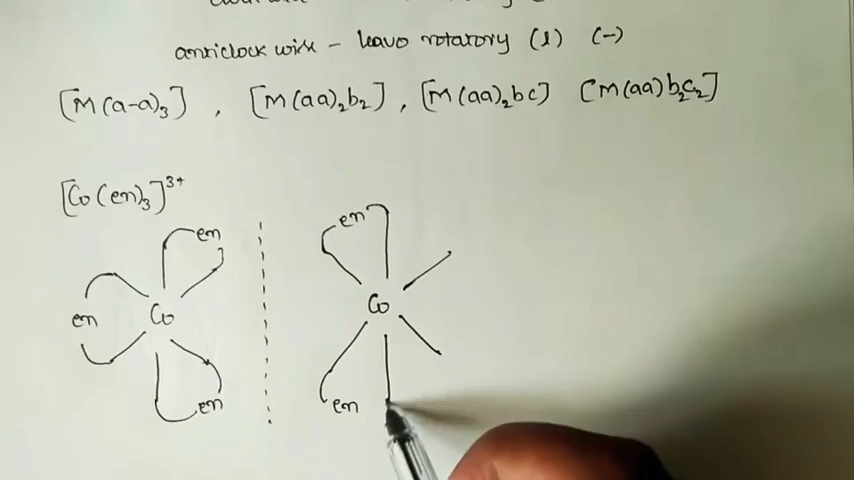 anticlock wise - leavo rotatory (l) (-)
[M(a-a)₃] , [M(aa)₂b₂] , [M(aa)₂bc] [M(aa)b₂c₂]
[Co(en)₃]³⁺
en en
en Co Co
en en